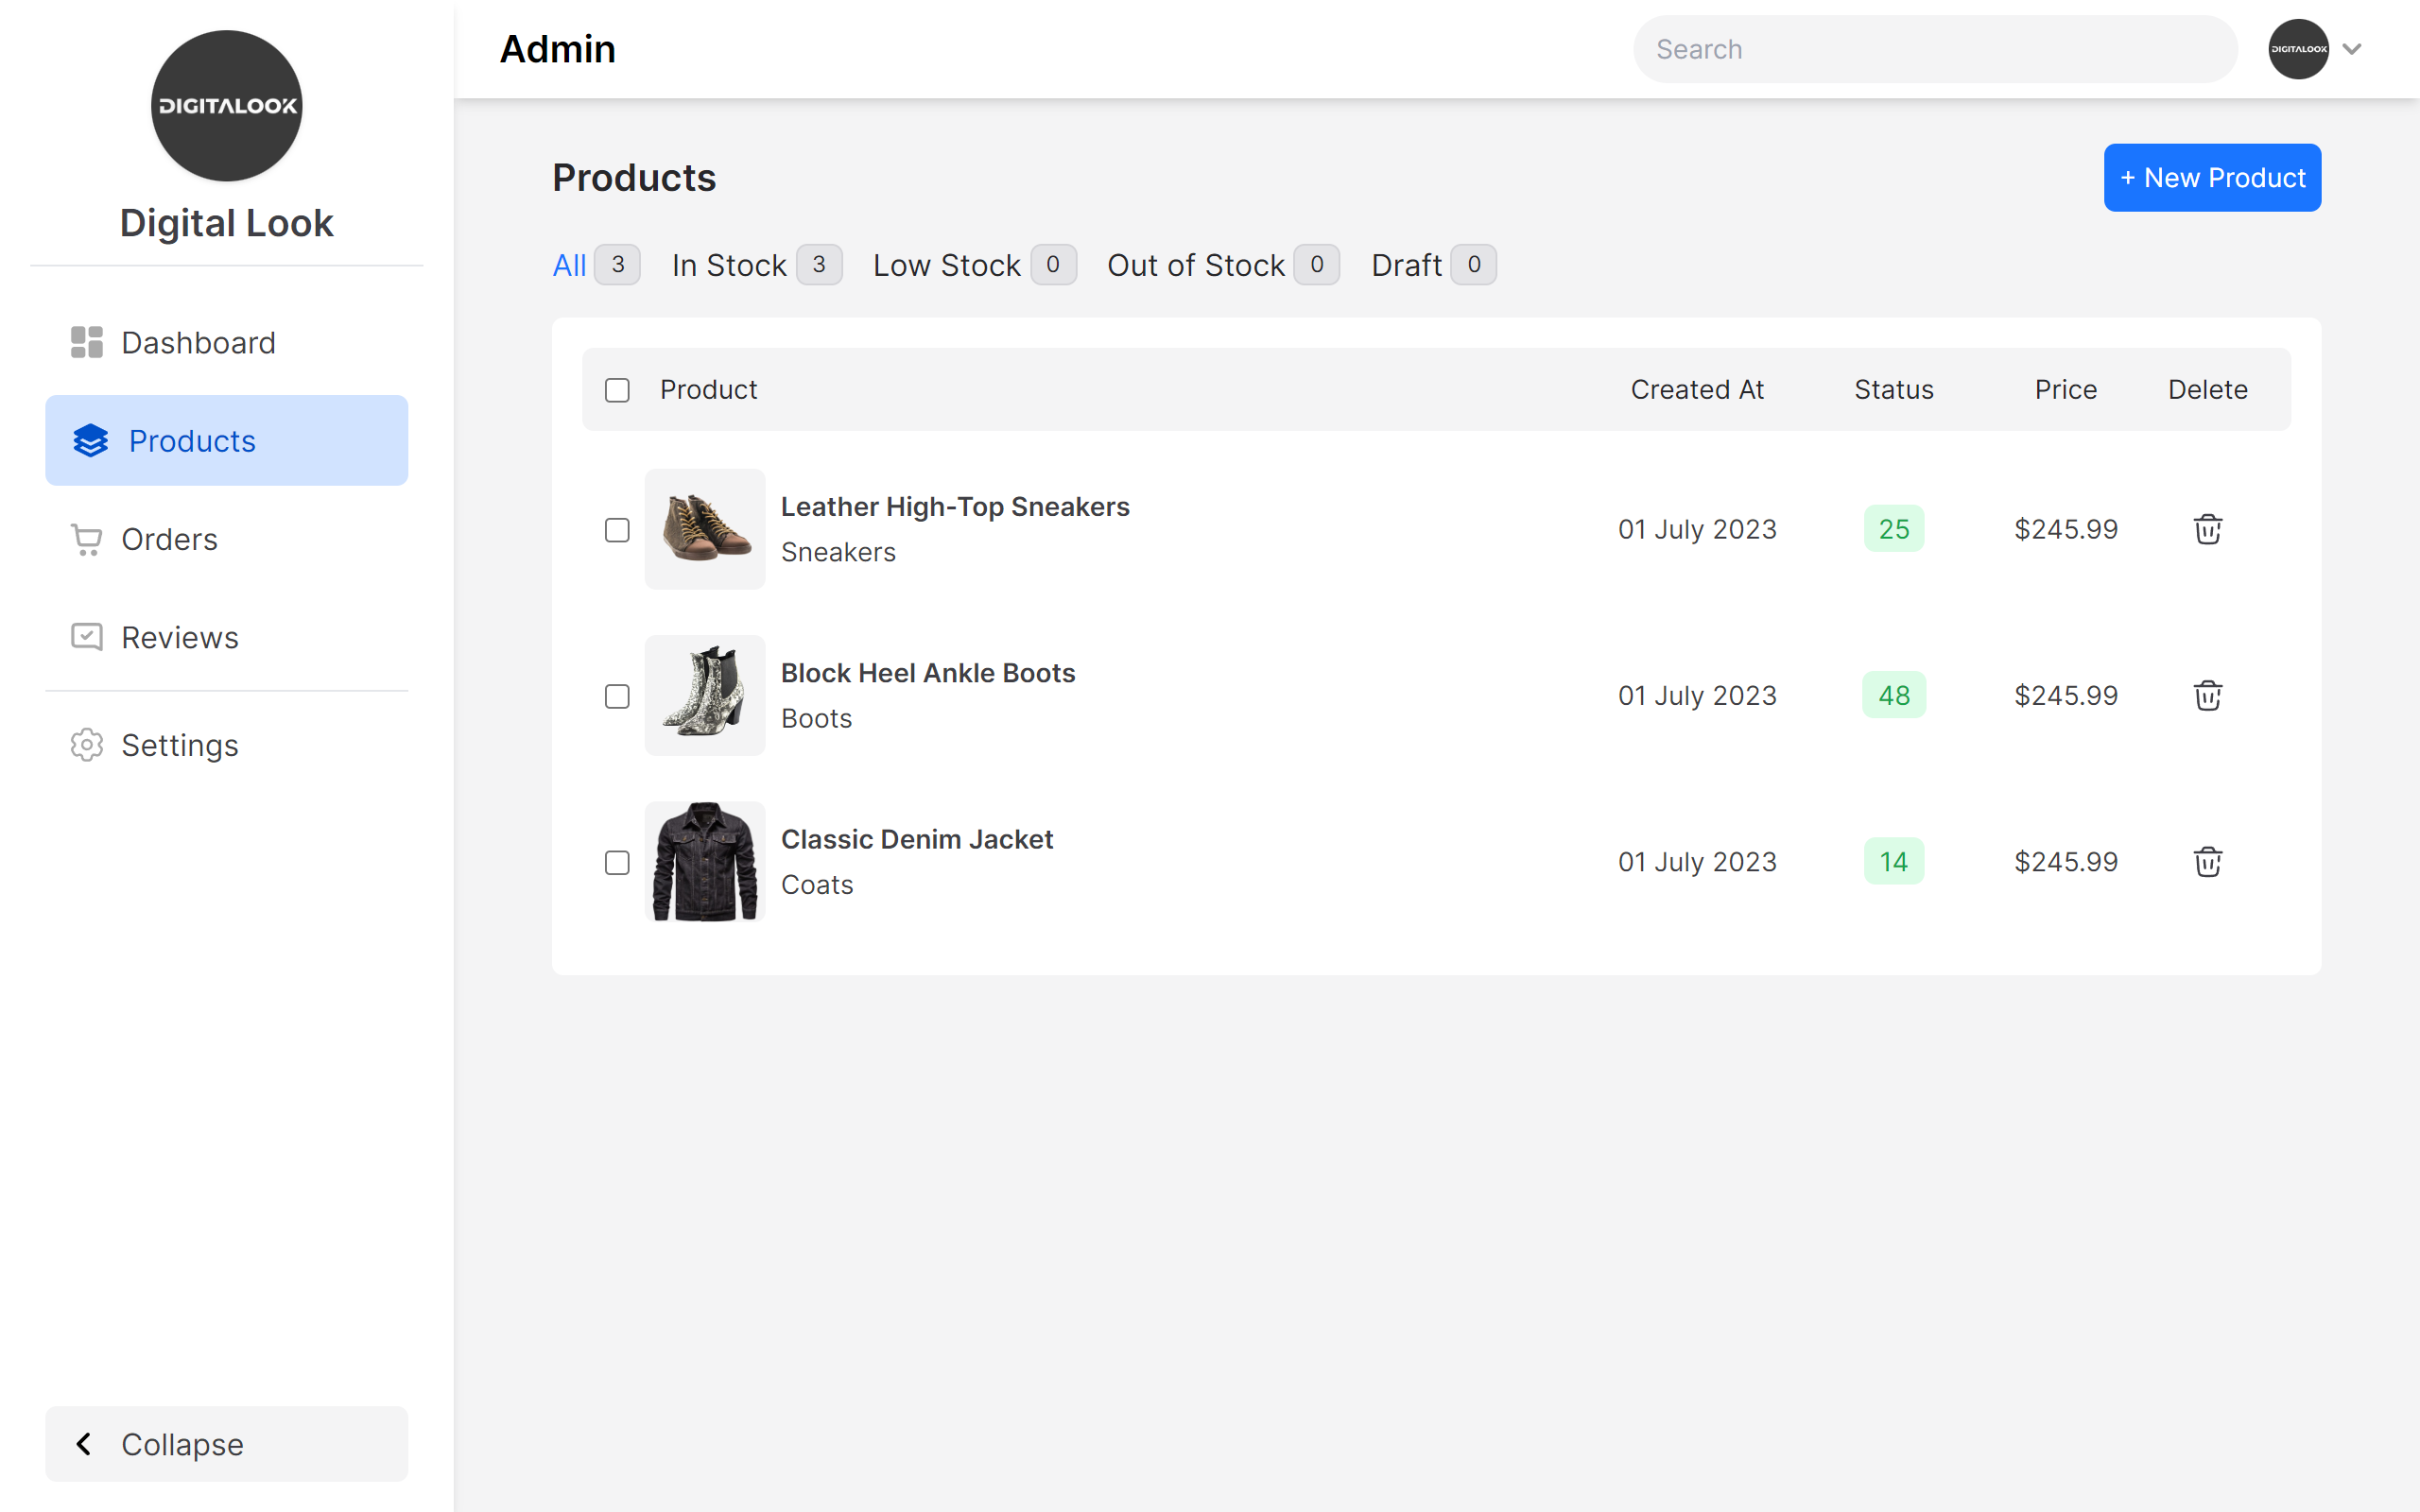 DIGITALOOK
Digital Look
Dashboard
Products
Orders
Reviews
Settings
Collapse
Admin
Search
DIGITALOOK
Products
+ New Product
All 3 In Stock 3 Low Stock 0 Out of Stock 0 Draft 0
Product Created At Status Price Delete
Leather High-Top Sneakers
Sneakers
01 July 2023 25 $245.99
Block Heel Ankle Boots
Boots
01 July 2023 48 $245.99
Classic Denim Jacket
Coats
01 July 2023 14 $245.99